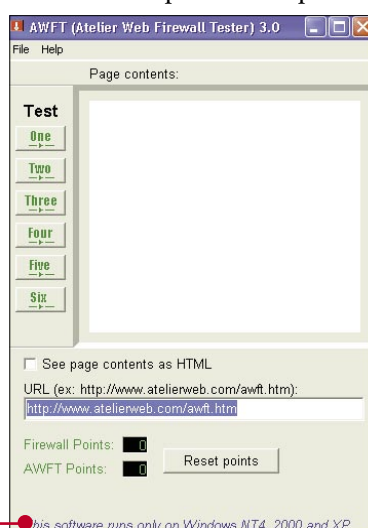 AWFT (Atelier Web Firewall Tester) 3.0
File Help
Page contents:
Test
One
Two
Three
Four
Five
Six
See page contents as HTML
URL (ex: http://www.atelierweb.com/awft.htm):
http://www.atelierweb.com/awft.htm
Firewall Points: 0
AWFT Points: 0
Reset points
This software runs only on Windows NT4, 2000 and XP